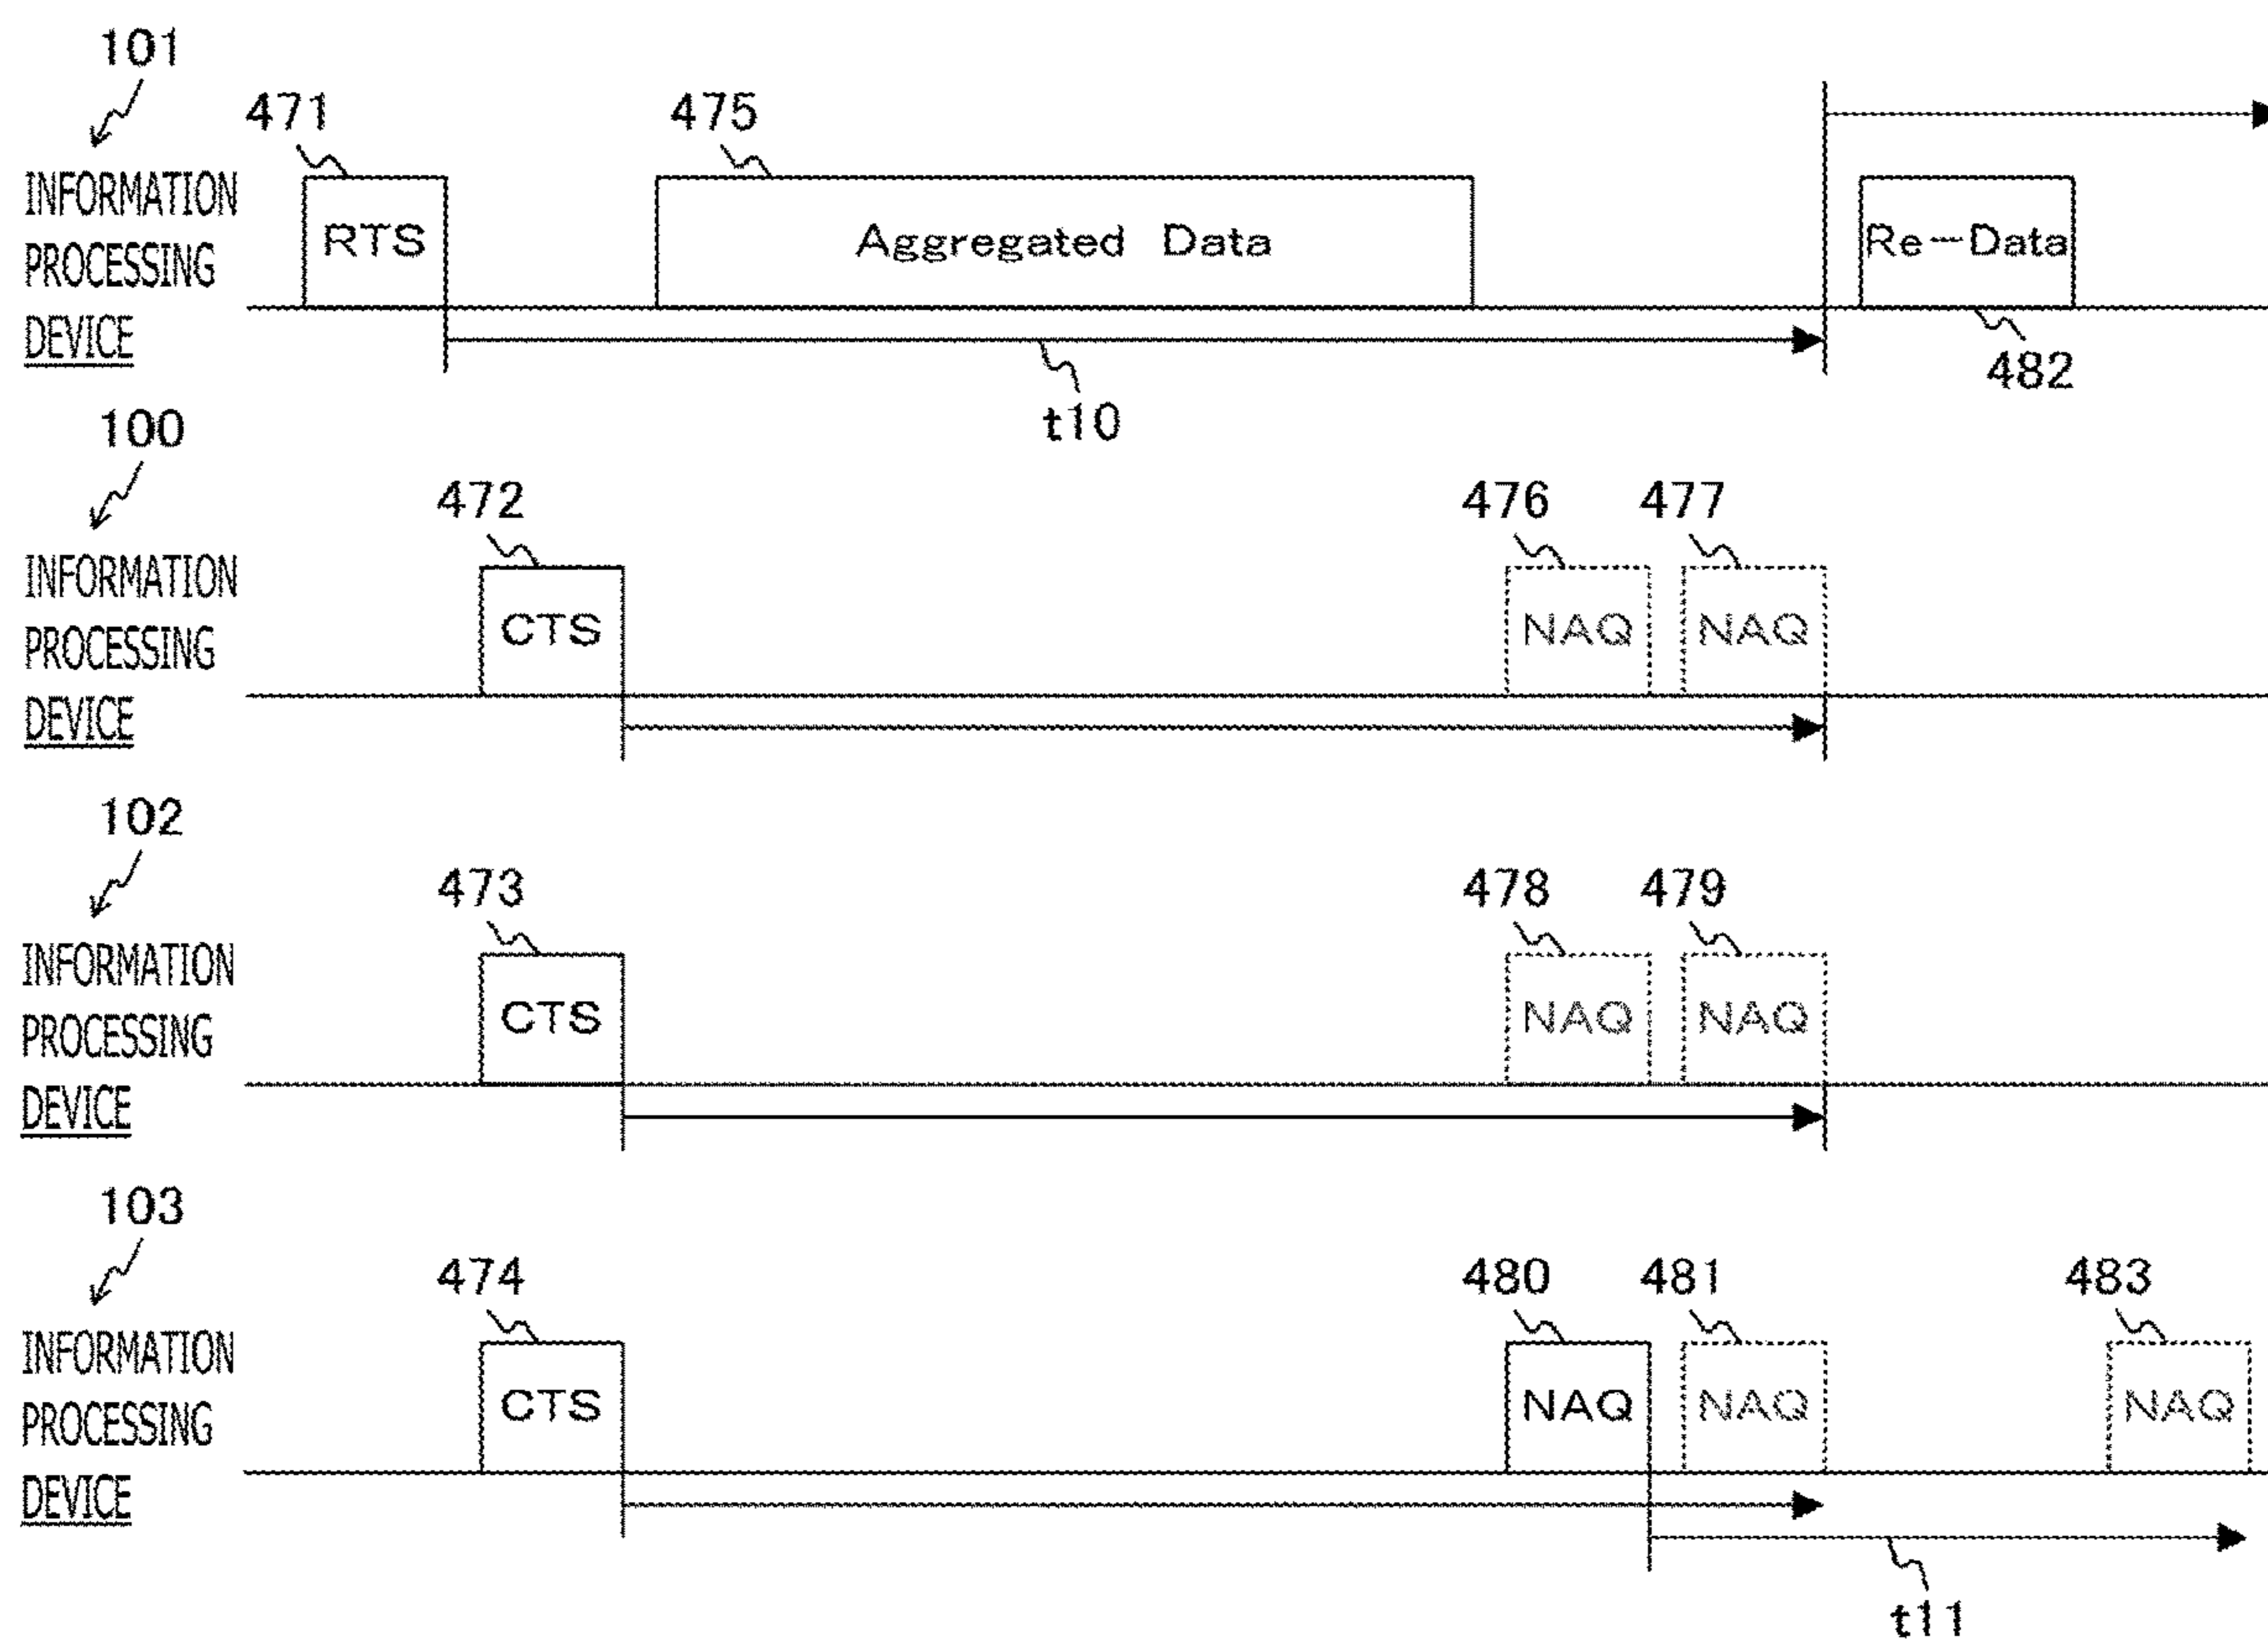 101
471
475
INFORMATION
PROCESSING
DEVICE
RTS
Aggregated Data
Re-Data
482
t10
100
472
476
477
INFORMATION
PROCESSING
DEVICE
CTS
NAQ
NAQ
102
473
478
479
INFORMATION
PROCESSING
DEVICE
CTS
NAQ
NAQ
103
474
480
481
483
INFORMATION
PROCESSING
DEVICE
CTS
NAQ
NAQ
NAQ
t11